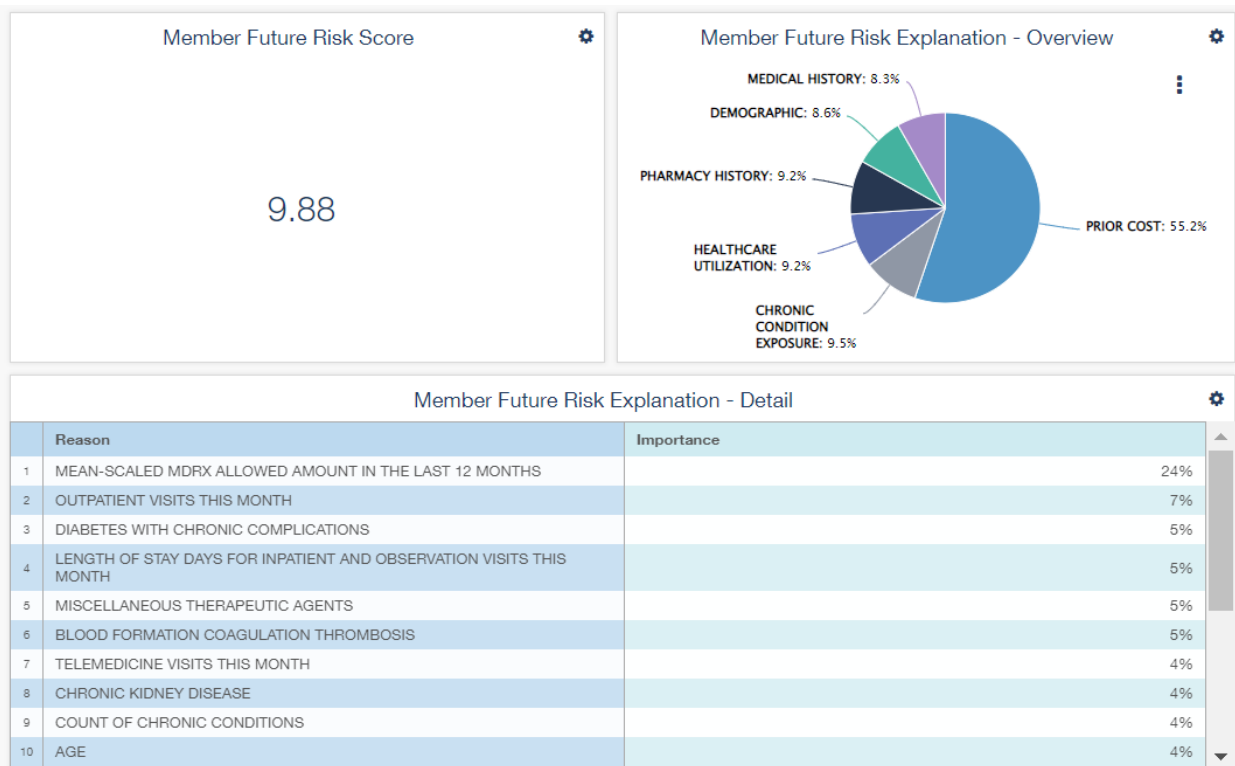 Member Future Risk Score
9.88
Member Future Risk Explanation - Overview
MEDICAL HISTORY: 8.3%
DEMOGRAPHIC: 8.6%
PHARMACY HISTORY: 9.2%
HEALTHCARE
UTILIZATION: 9.2%
CHRONIC
CONDITION
EXPOSURE: 9.5%
PRIOR COST: 55.2%
Member Future Risk Explanation - Detail
Reason Importance
1 MEAN-SCALED MDRX ALLOWED AMOUNT IN THE LAST 12 MONTHS 24%
2 OUTPATIENT VISITS THIS MONTH 7%
3 DIABETES WITH CHRONIC COMPLICATIONS 5%
4 LENGTH OF STAY DAYS FOR INPATIENT AND OBSERVATION VISITS THIS
MONTH 5%
5 MISCELLANEOUS THERAPEUTIC AGENTS 5%
6 BLOOD FORMATION COAGULATION THROMBOSIS 5%
7 TELEMEDICINE VISITS THIS MONTH 4%
8 CHRONIC KIDNEY DISEASE 4%
9 COUNT OF CHRONIC CONDITIONS 4%
10 AGE 4%